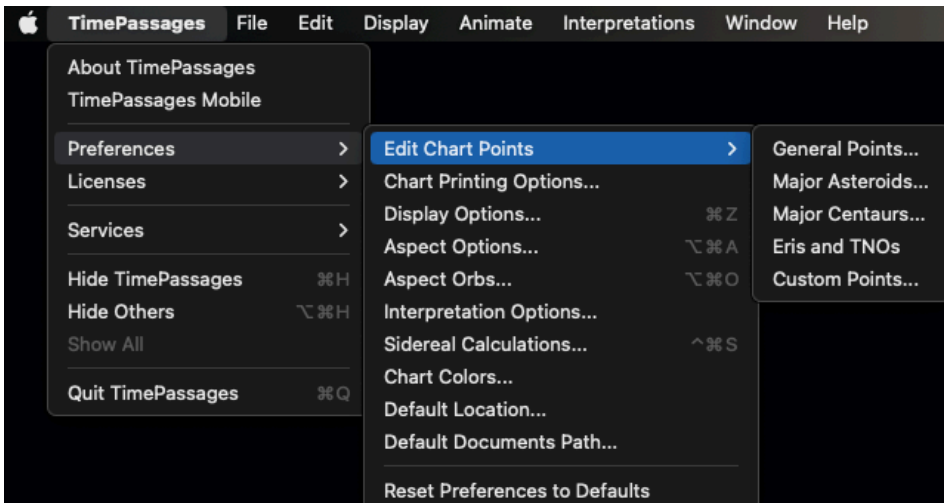 TimePassages File Edit Display Animate Interpretations Window Help
About TimePassages
TimePassages Mobile
Preferences >
Licenses >
Services >
Hide TimePassages ⌘H
Hide Others ⌥⌘H
Show All
Quit TimePassages ⌘Q
Edit Chart Points >
Chart Printing Options...
Display Options... ⌘Z
Aspect Options... ⌥⌘A
Aspect Orbs... ⌥⌘O
Interpretation Options...
Sidereal Calculations... ^⌘S
Chart Colors...
Default Location...
Default Documents Path...
Reset Preferences to Defaults
General Points...
Major Asteroids...
Major Centaurs...
Eris and TNOs
Custom Points...